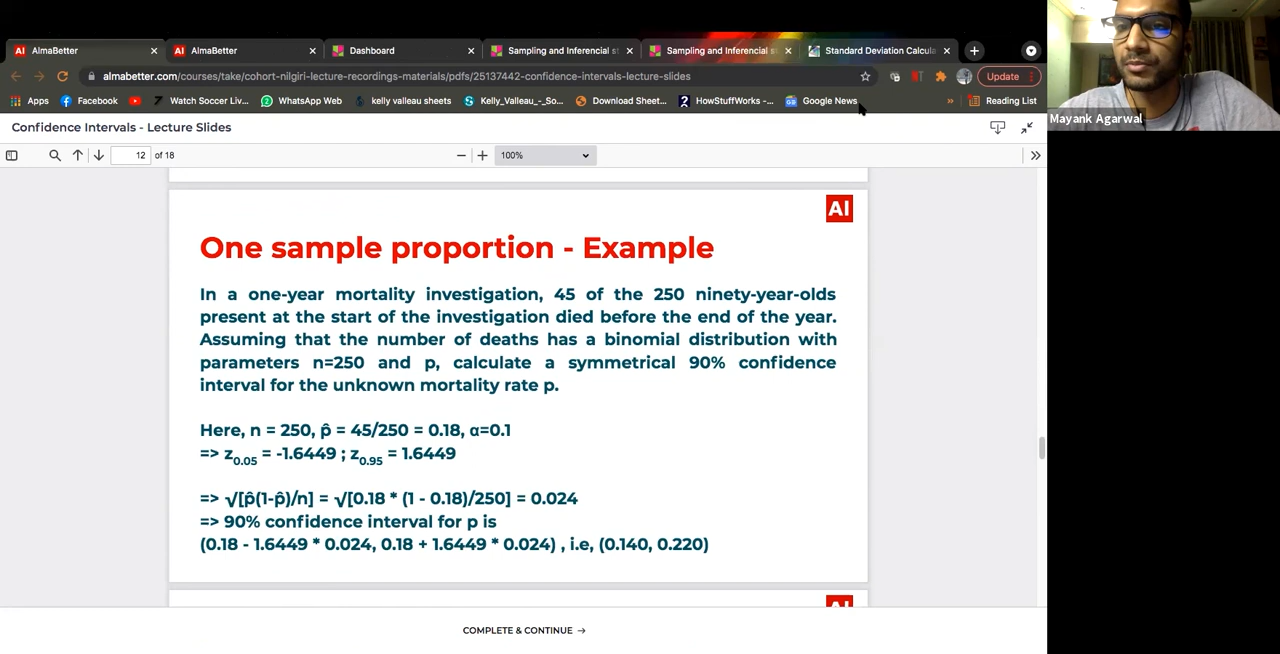 AI AlmaBetter
AI AlmaBetter
Dashboard
Sampling and Inferencial st
Sampling and Inferencial st
Standard Deviation Calcula
almabetter.com/courses/take/cohort-nilgiri-lecture-recordings-materials/pdfs/25137442-confidence-intervals-lecture-slides
Update
Apps
Facebook
Watch Soccer Liv...
WhatsApp Web
kelly valleau sheets
Kelly_Valleau_-_So...
Download Sheet...
HowStuffWorks -...
Google News
»
Reading List
Mayank Agarwal
Confidence Intervals - Lecture Slides
12 of 18
100%
AI
One sample proportion - Example
In a one-year mortality investigation, 45 of the 250 ninety-year-olds
present at the start of the investigation died before the end of the year.
Assuming that the number of deaths has a binomial distribution with
parameters n=250 and p, calculate a symmetrical 90% confidence
interval for the unknown mortality rate p.
Here, n = 250, p̂ = 45/250 = 0.18, α=0.1
=> z0.05 = -1.6449 ; z0.95 = 1.6449
=> √[p̂(1-p̂)/n] = √[0.18 * (1 - 0.18)/250] = 0.024
=> 90% confidence interval for p is
(0.18 - 1.6449 * 0.024, 0.18 + 1.6449 * 0.024) , i.e, (0.140, 0.220)
AI
COMPLETE & CONTINUE →